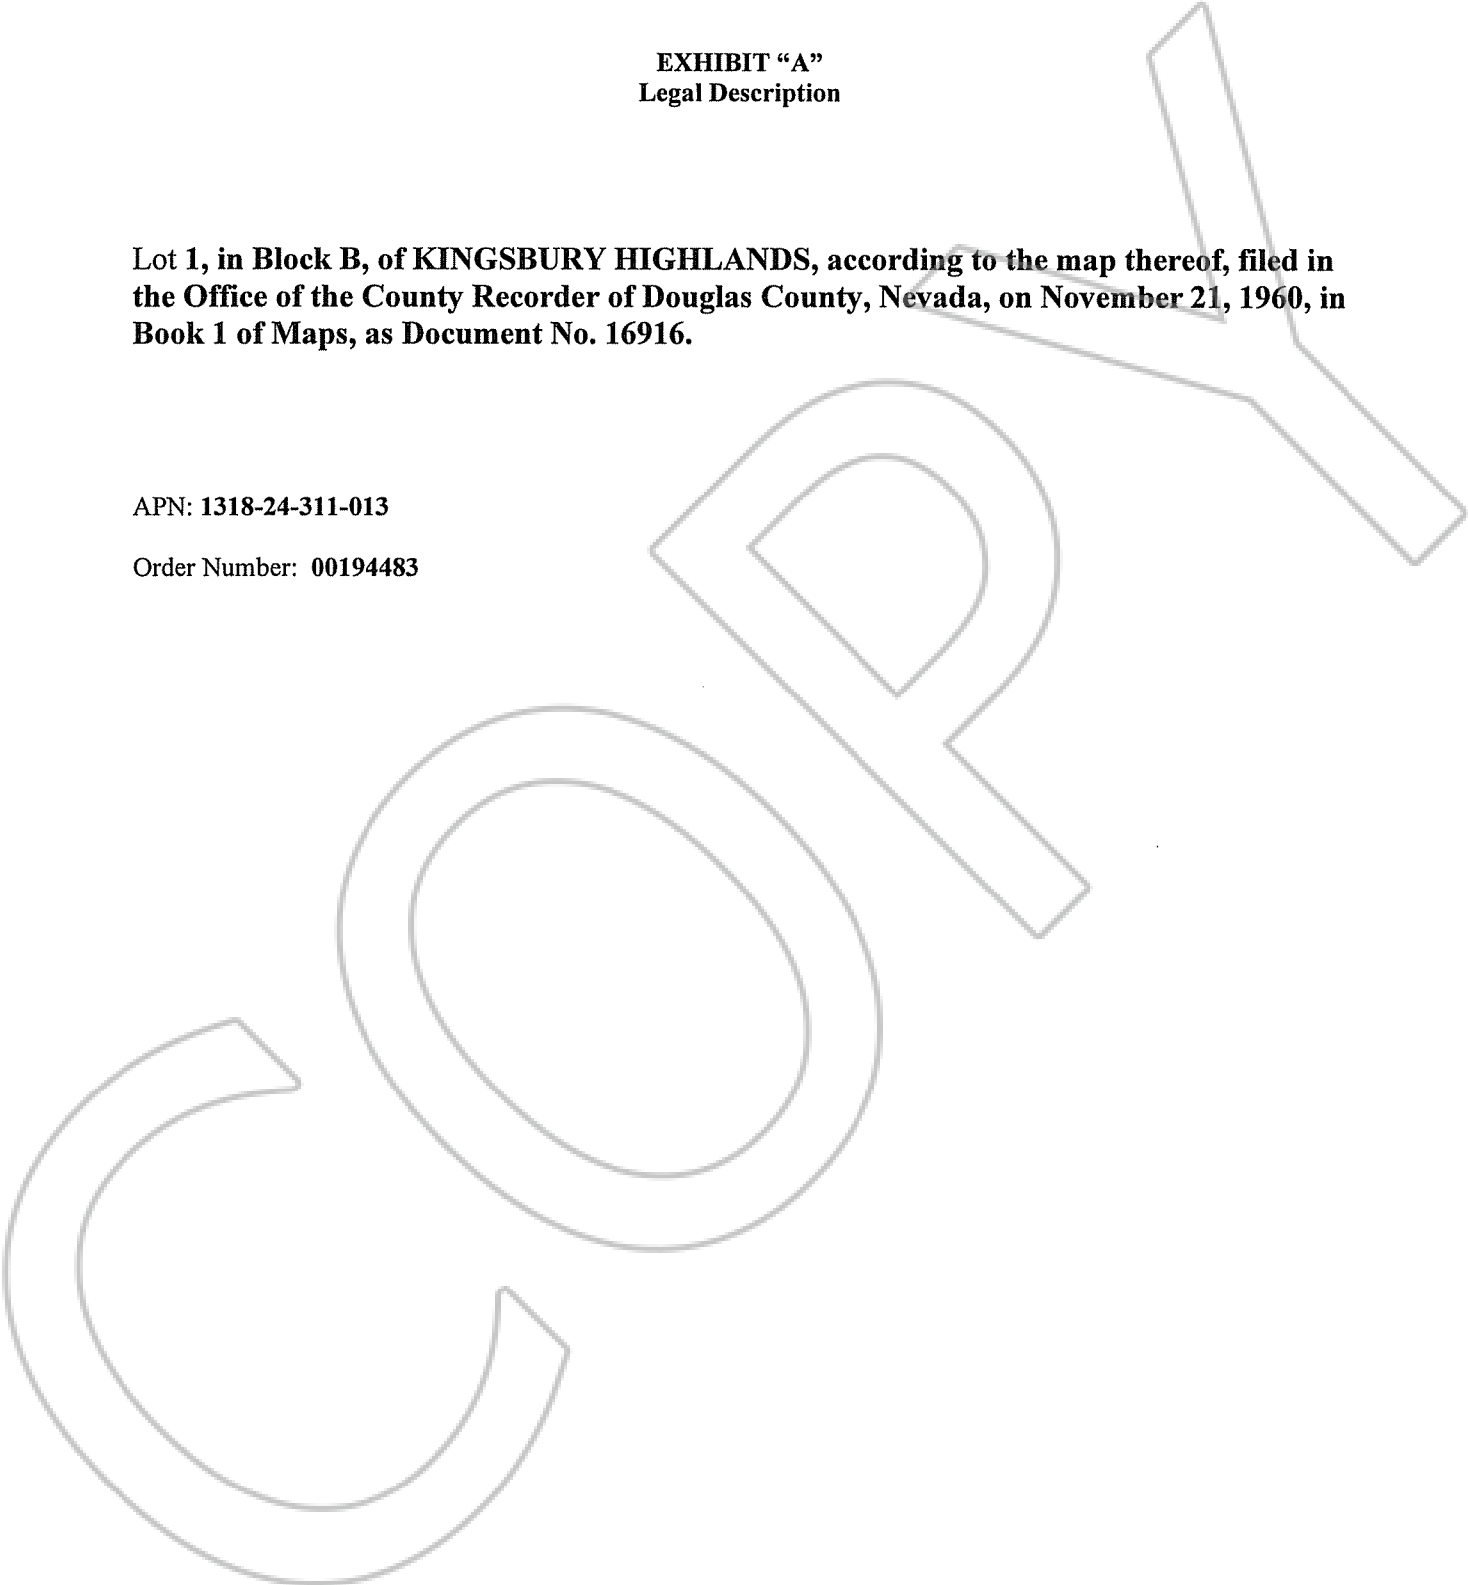 EXHIBIT “A”
Legal Description
Lot 1, in Block B, of KINGSBURY HIGHLANDS, according to the map thereof, filed in
the Office of the County Recorder of Douglas County, Nevada, on November 21, 1960, in
Book 1 of Maps, as Document No. 16916.
APN: 1318-24-311-013
Order Number: 00194483
COPY